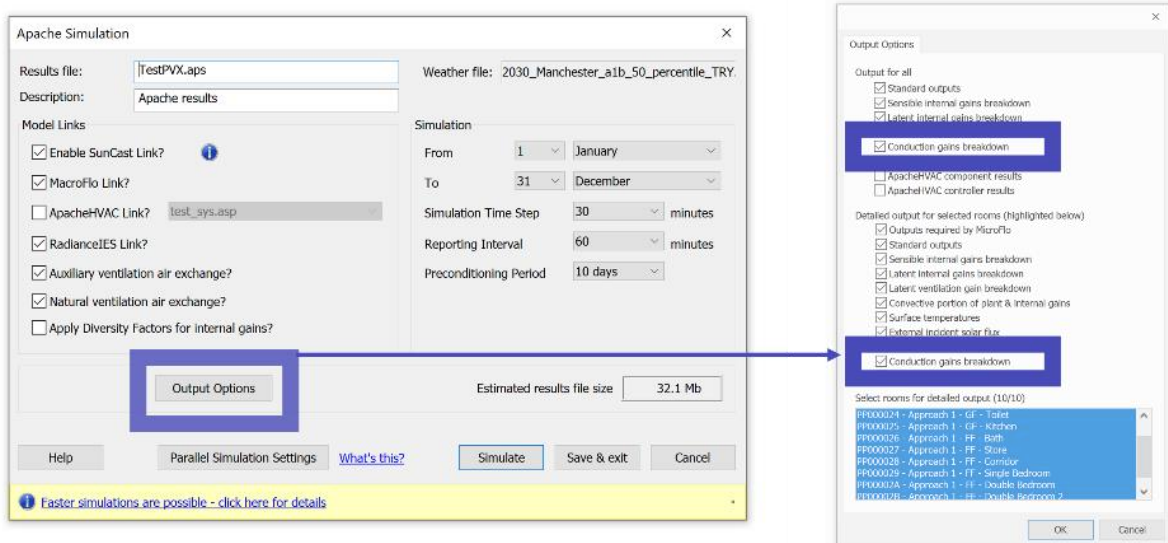 Apache Simulation
Results file: TestPVX.aps Weather file: 2030_Manchester_a1b_50_percentile_TRY.
Description: Apache results
Model Links Simulation
Enable SunCast Link? From 1 January
MacroFlo Link? To 31 December
ApacheHVAC Link? test_sys.asp Simulation Time Step 30 minutes
RadianceIES Link? Reporting Interval 60 minutes
Auxiliary ventilation air exchange? Preconditioning Period 10 days
Natural ventilation air exchange?
Apply Diversity Factors for internal gains?
Output Options Estimated results file size 32.1 Mb
Help Parallel Simulation Settings What's this? Simulate Save & exit Cancel
Faster simulations are possible - click here for details
Output Options
Output for all
Standard outputs
Sensible internal gains breakdown
Latent internal gains breakdown
Conduction gains breakdown
ApacheHVAC component results
ApacheHVAC controller results
Detailed output for selected rooms (highlighted below)
Outputs required by MicroFlo
Standard outputs
Sensible internal gains breakdown
Latent internal gains breakdown
Latent ventilation gain breakdown
Convective portion of plant & internal gains
Surface temperatures
External incident solar flux
Conduction gains breakdown
Select rooms for detailed output (10/10)
PP000024 - Approach 1 - GF - Toilet
PP000025 - Approach 1 - GF - Kitchen
PP000026 - Approach 1 - FF - Bath
PP000027 - Approach 1 - FF - Store
PP000028 - Approach 1 - FF - Corridor
PP000029 - Approach 1 - FF - Single Bedroom
PP00002A - Approach 1 - FF - Double Bedroom
PP00002B - Approach 1 - FF - Double Bedroom 2
OK Cancel